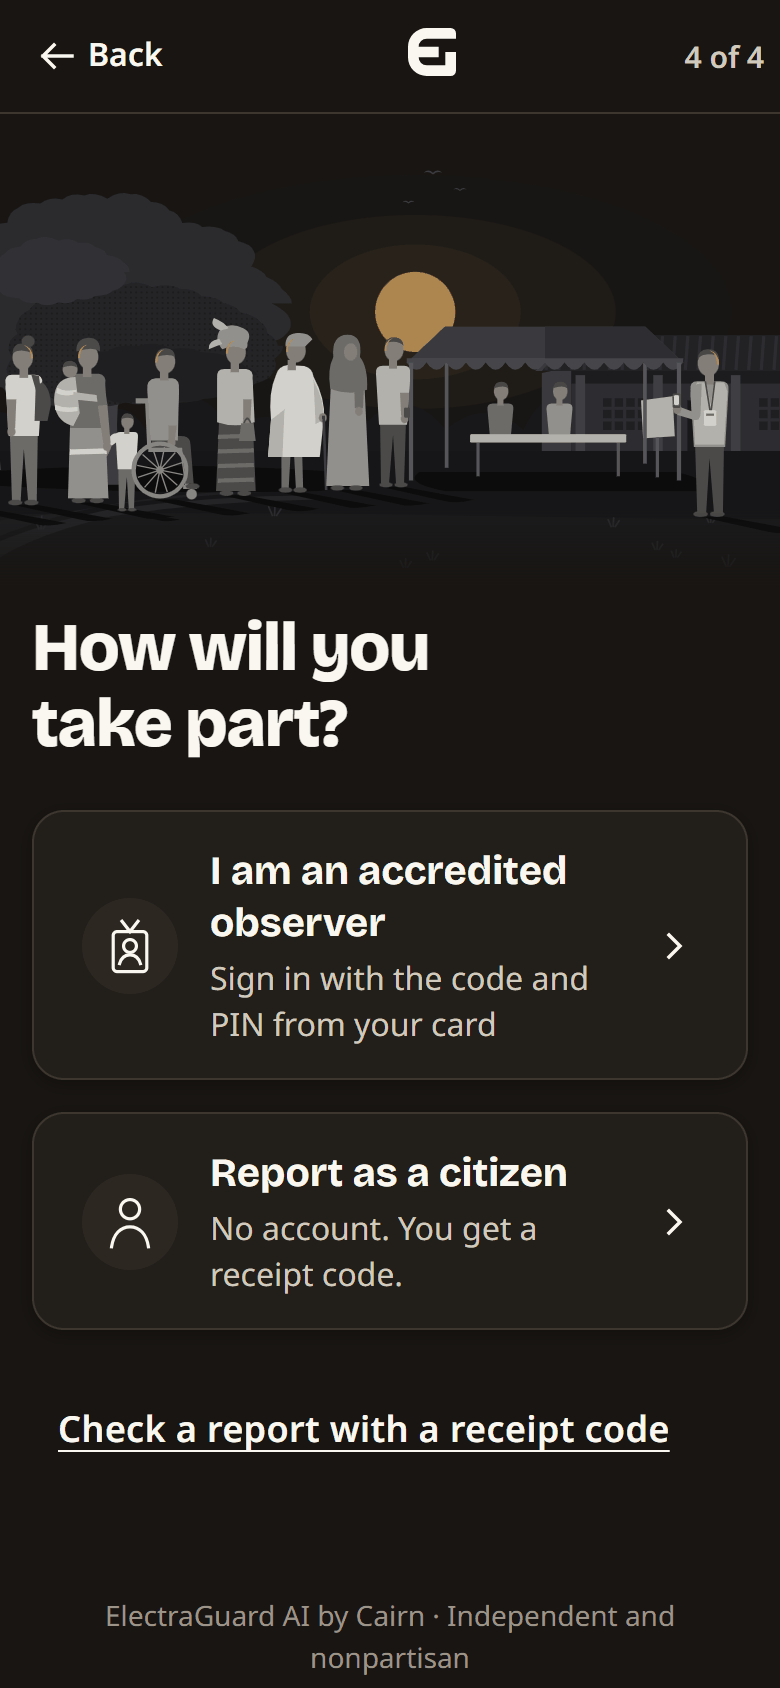 Back
4 of 4
How will you
take part?
I am an accredited
observer
Sign in with the code and
PIN from your card
Report as a citizen
No account. You get a
receipt code.
Check a report with a receipt code
ElectraGuard AI by Cairn · Independent and
nonpartisan